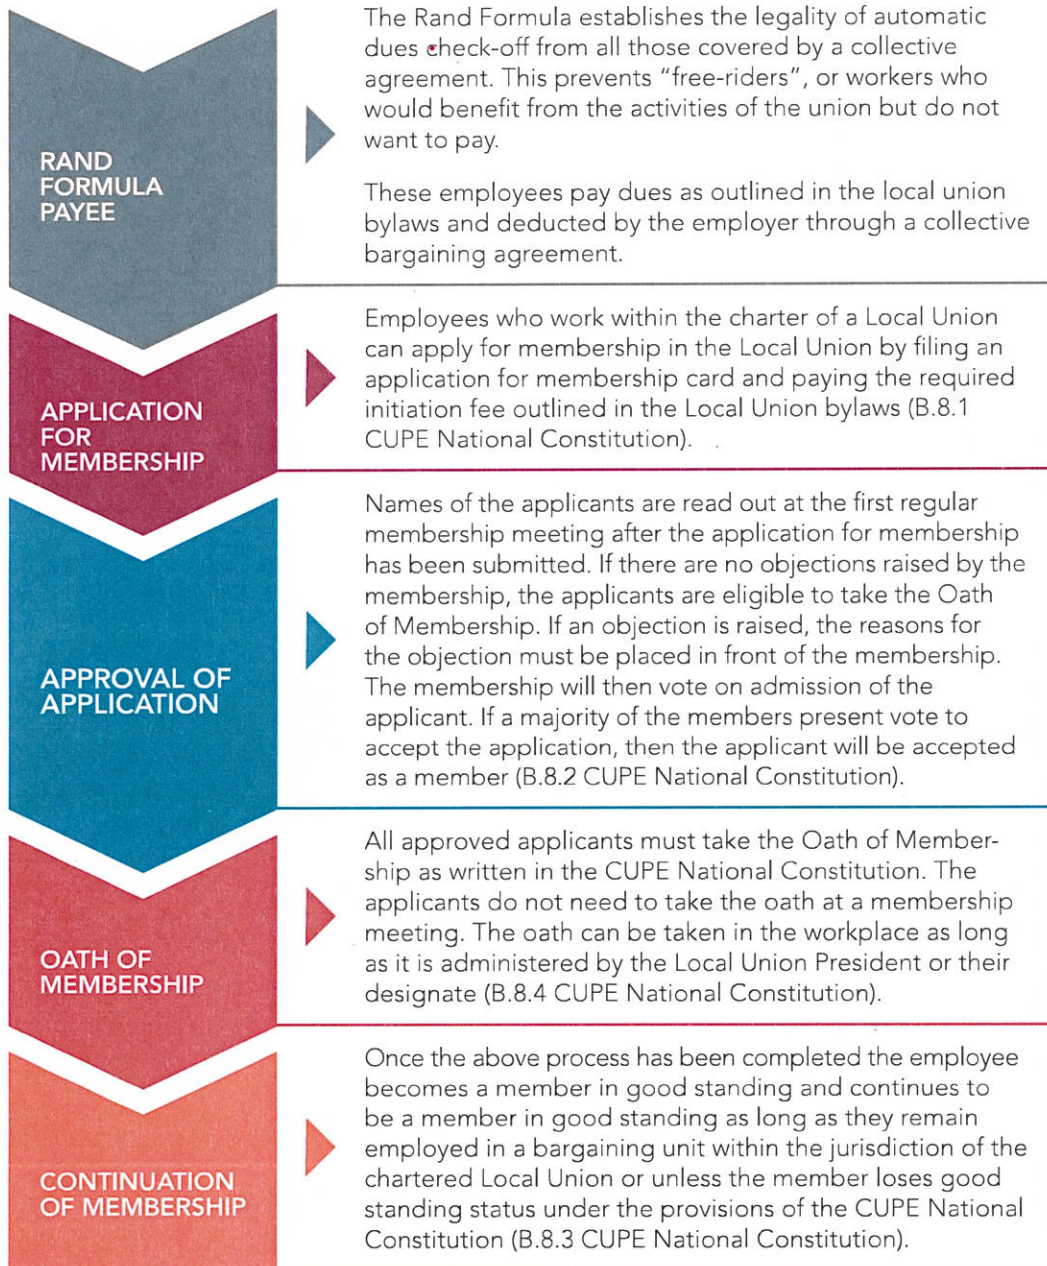 RAND
FORMULA
PAYEE
The Rand Formula establishes the legality of automatic
dues check-off from all those covered by a collective
agreement. This prevents “free-riders”, or workers who
would benefit from the activities of the union but do not
want to pay.
These employees pay dues as outlined in the local union
bylaws and deducted by the employer through a collective
bargaining agreement.
APPLICATION
FOR
MEMBERSHIP
Employees who work within the charter of a Local Union
can apply for membership in the Local Union by filing an
application for membership card and paying the required
initiation fee outlined in the Local Union bylaws (B.8.1
CUPE National Constitution).
APPROVAL OF
APPLICATION
Names of the applicants are read out at the first regular
membership meeting after the application for membership
has been submitted. If there are no objections raised by the
membership, the applicants are eligible to take the Oath
of Membership. If an objection is raised, the reasons for
the objection must be placed in front of the membership.
The membership will then vote on admission of the
applicant. If a majority of the members present vote to
accept the application, then the applicant will be accepted
as a member (B.8.2 CUPE National Constitution).
OATH OF
MEMBERSHIP
All approved applicants must take the Oath of Member-
ship as written in the CUPE National Constitution. The
applicants do not need to take the oath at a membership
meeting. The oath can be taken in the workplace as long
as it is administered by the Local Union President or their
designate (B.8.4 CUPE National Constitution).
CONTINUATION
OF MEMBERSHIP
Once the above process has been completed the employee
becomes a member in good standing and continues to
be a member in good standing as long as they remain
employed in a bargaining unit within the jurisdiction of the
chartered Local Union or unless the member loses good
standing status under the provisions of the CUPE National
Constitution (B.8.3 CUPE National Constitution).